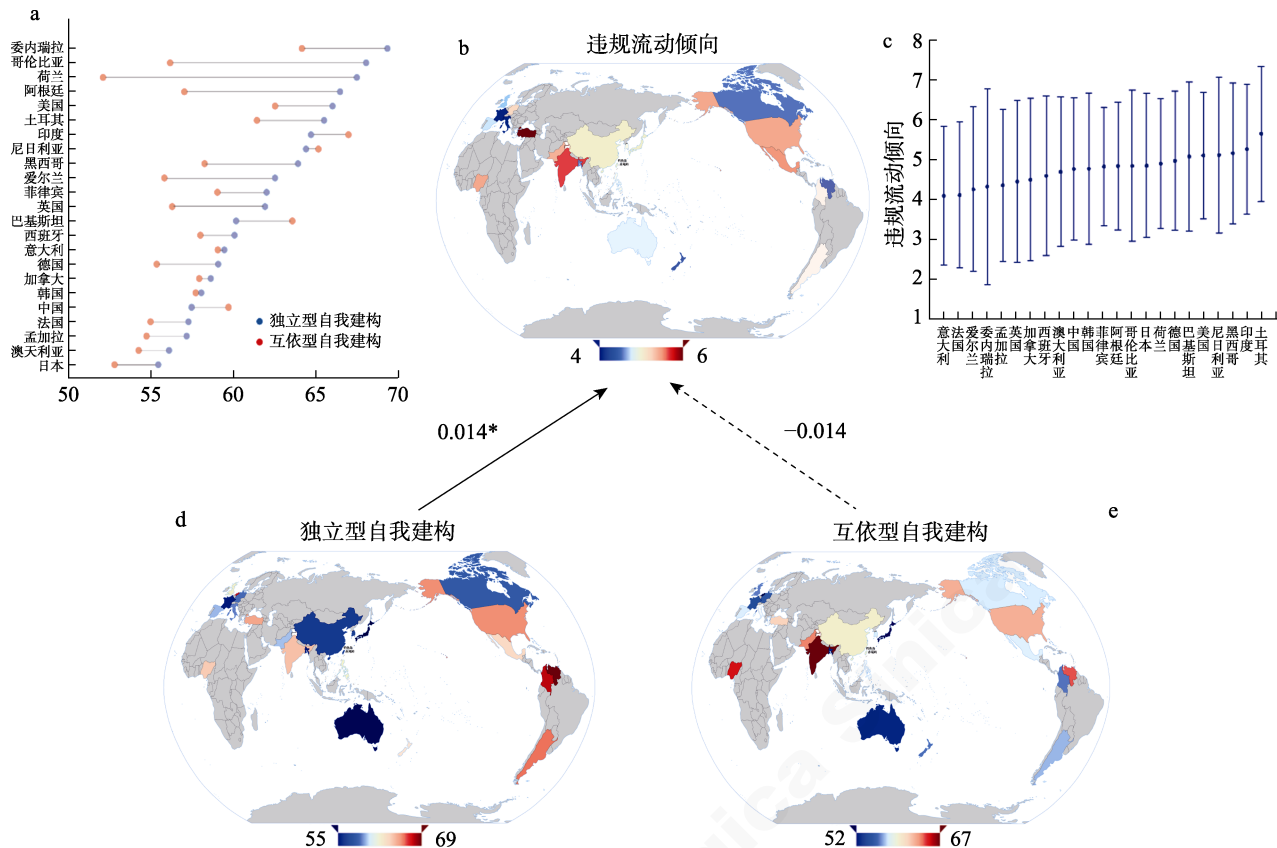 a
委内瑞拉
哥伦比亚
荷兰
阿根廷
美国
土耳其
印度
尼日利亚
黑西哥
爱尔兰
菲律宾
英国
巴基斯坦
西班牙
意大利
德国
加拿大
韩国
中国
法国
孟加拉
澳天利亚
日本
50
55
60
65
70
独立型自我建构
互依型自我建构
b
违规流动倾向
4
6
c
违规流动倾向
8
7
6
5
4
3
2
1
意大利
法国
爱尔兰
委内瑞拉
孟加拉
英国
加拿大
西班牙
澳大利亚
中国
韩国
菲律宾
阿根廷
哥伦比亚
日本
荷兰
德国
巴基斯坦
美国
尼日利亚
黑西哥
印度
土耳其
0.014*
−0.014
d
独立型自我建构
55
69
e
互依型自我建构
52
67